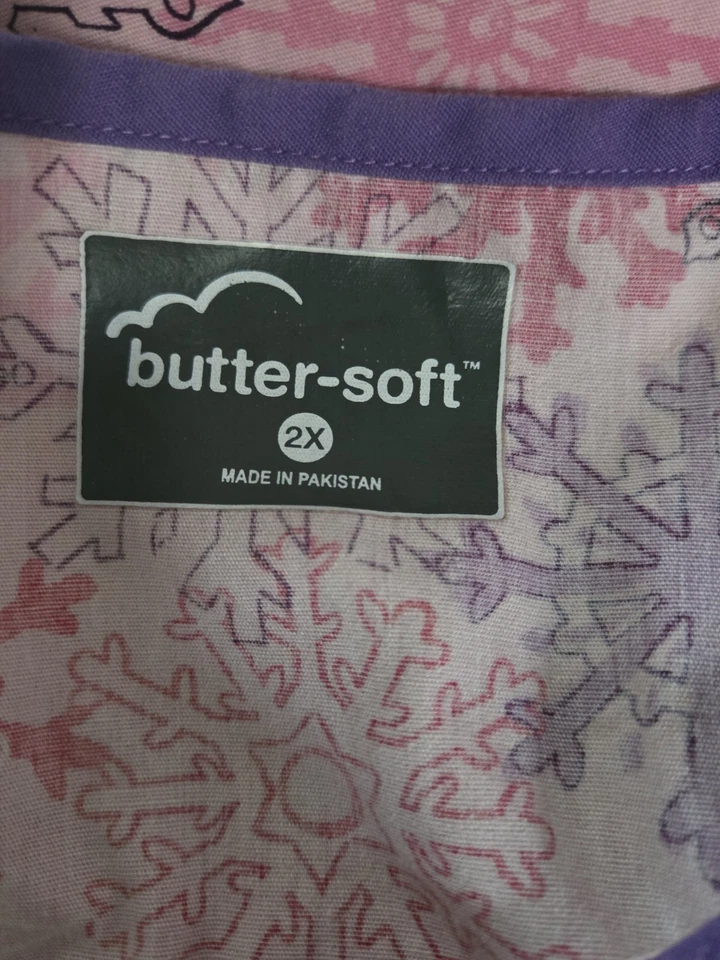 butter-soft™
2X
MADE IN PAKISTAN